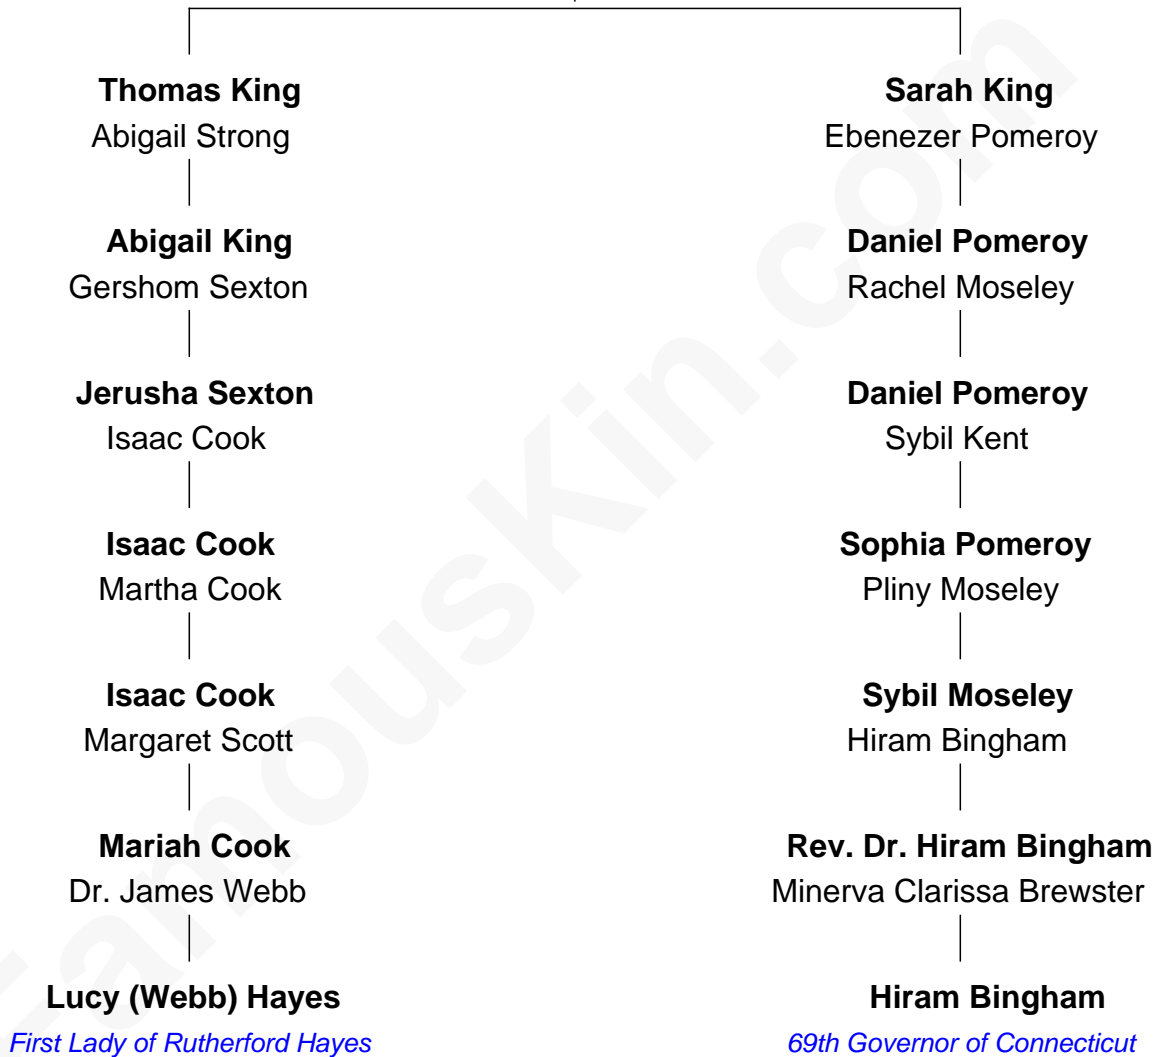 Thomas King
Abigail Strong
Abigail King
Gershom Sexton
Jerusha Sexton
Isaac Cook
Isaac Cook
Martha Cook
Isaac Cook
Margaret Scott
Mariah Cook
Dr. James Webb
Lucy (Webb) Hayes
First Lady of Rutherford Hayes
Sarah King
Ebenezer Pomeroy
Daniel Pomeroy
Rachel Moseley
Daniel Pomeroy
Sybil Kent
Sophia Pomeroy
Pliny Moseley
Sybil Moseley
Hiram Bingham
Rev. Dr. Hiram Bingham
Minerva Clarissa Brewster
Hiram Bingham
69th Governor of Connecticut
FamousKin.com